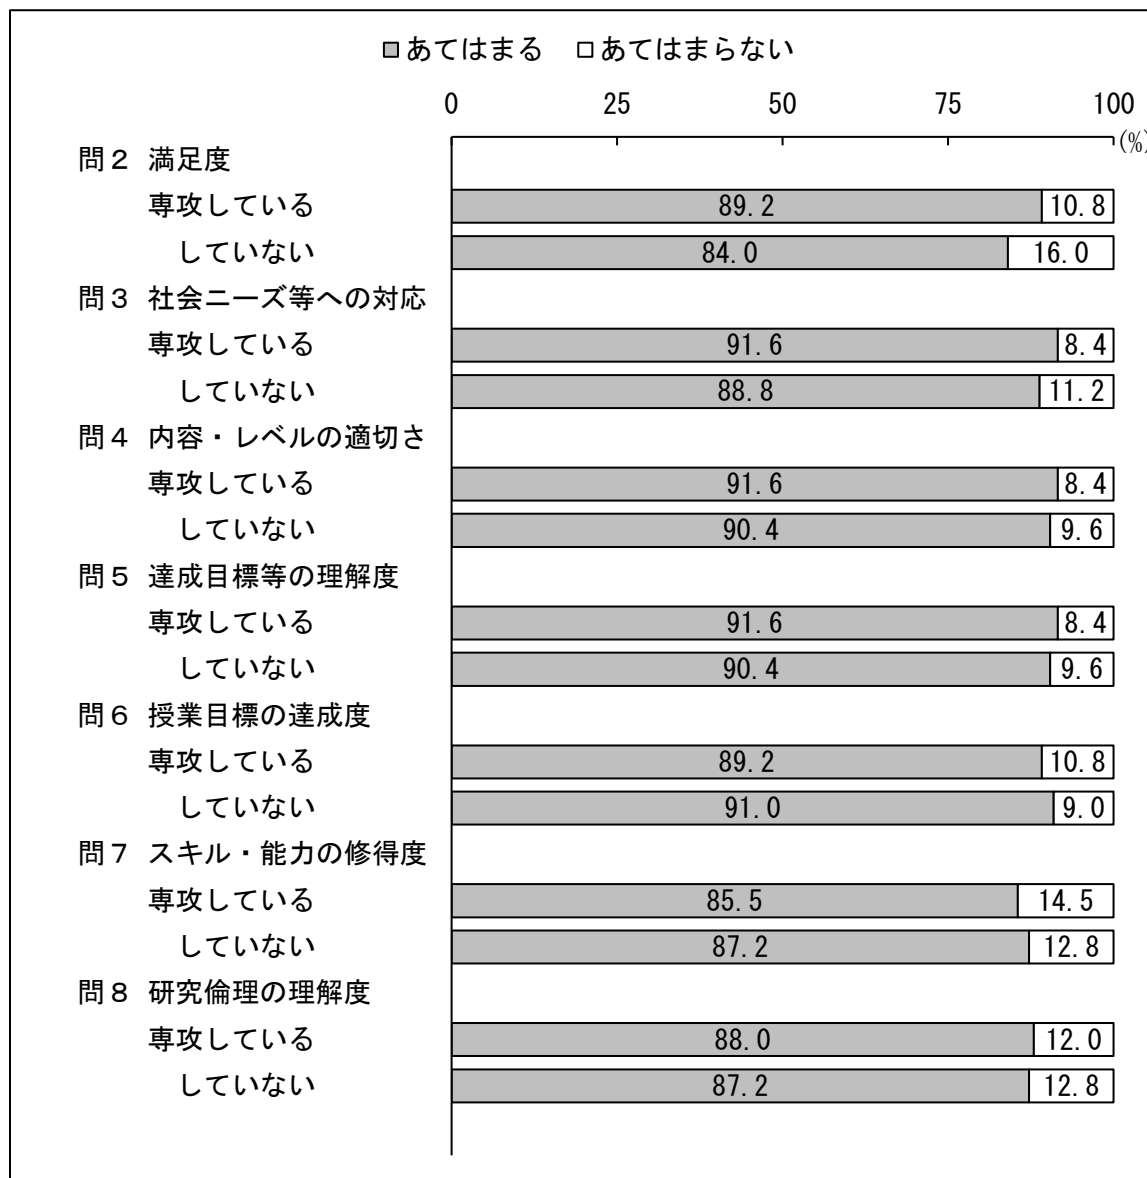 あてはまる あてはまらない
0 25 50 75 100
(%)
問2 満足度
専攻している 89.2 10.8
していない 84.0 16.0
問3 社会ニーズ等への対応
専攻している 91.6 8.4
していない 88.8 11.2
問4 内容・レベルの適切さ
専攻している 91.6 8.4
していない 90.4 9.6
問5 達成目標等の理解度
専攻している 91.6 8.4
していない 90.4 9.6
問6 授業目標の達成度
専攻している 89.2 10.8
していない 91.0 9.0
問7 スキル・能力の修得度
専攻している 85.5 14.5
していない 87.2 12.8
問8 研究倫理の理解度
専攻している 88.0 12.0
していない 87.2 12.8